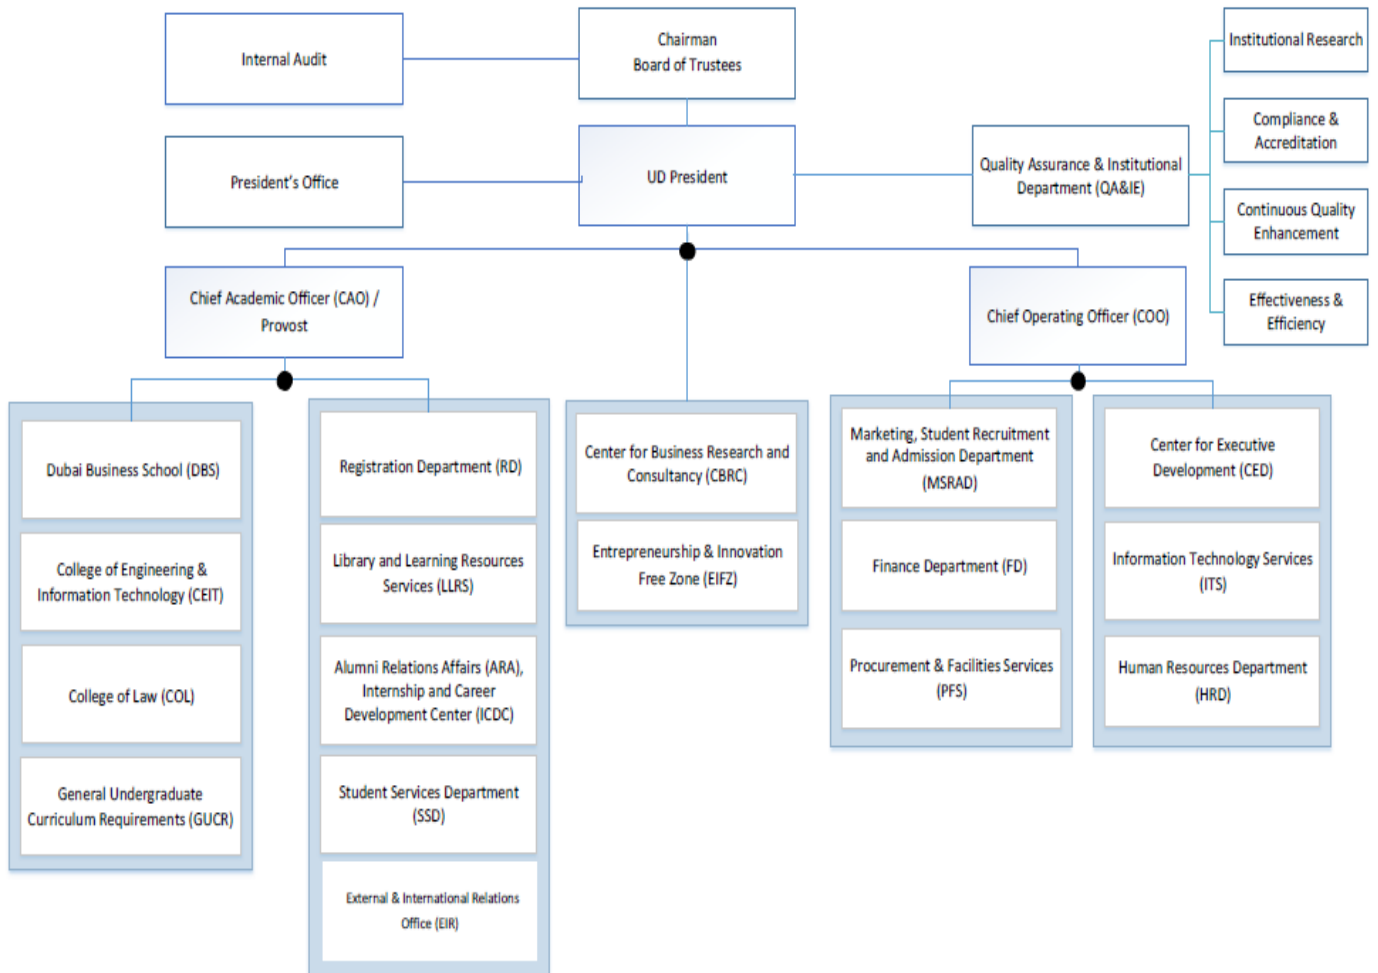 Internal Audit
Chairman
Board of Trustees
Institutional Research
Compliance &
Accreditation
President's Office
UD President
Quality Assurance & Institutional
Department (QA&IE)
Continuous Quality
Enhancement
Effectiveness &
Efficiency
Chief Academic Officer (CAO) /
Provost
Chief Operating Officer (COO)
Dubai Business School (DBS)
College of Engineering &
Information Technology (CEIT)
College of Law (COL)
General Undergraduate
Curriculum Requirements (GUCR)
Registration Department (RD)
Library and Learning Resources
Services (LLRS)
Alumni Relations Affairs (ARA),
Internship and Career
Development Center (ICDC)
Student Services Department
(SSD)
External & International Relations
Office (EIR)
Center for Business Research and
Consultancy (CBRC)
Entrepreneurship & Innovation
Free Zone (EIFZ)
Marketing, Student Recruitment
and Admission Department
(MSRAD)
Finance Department (FD)
Procurement & Facilities Services
(PFS)
Center for Executive
Development (CED)
Information Technology Services
(ITS)
Human Resources Department
(HRD)